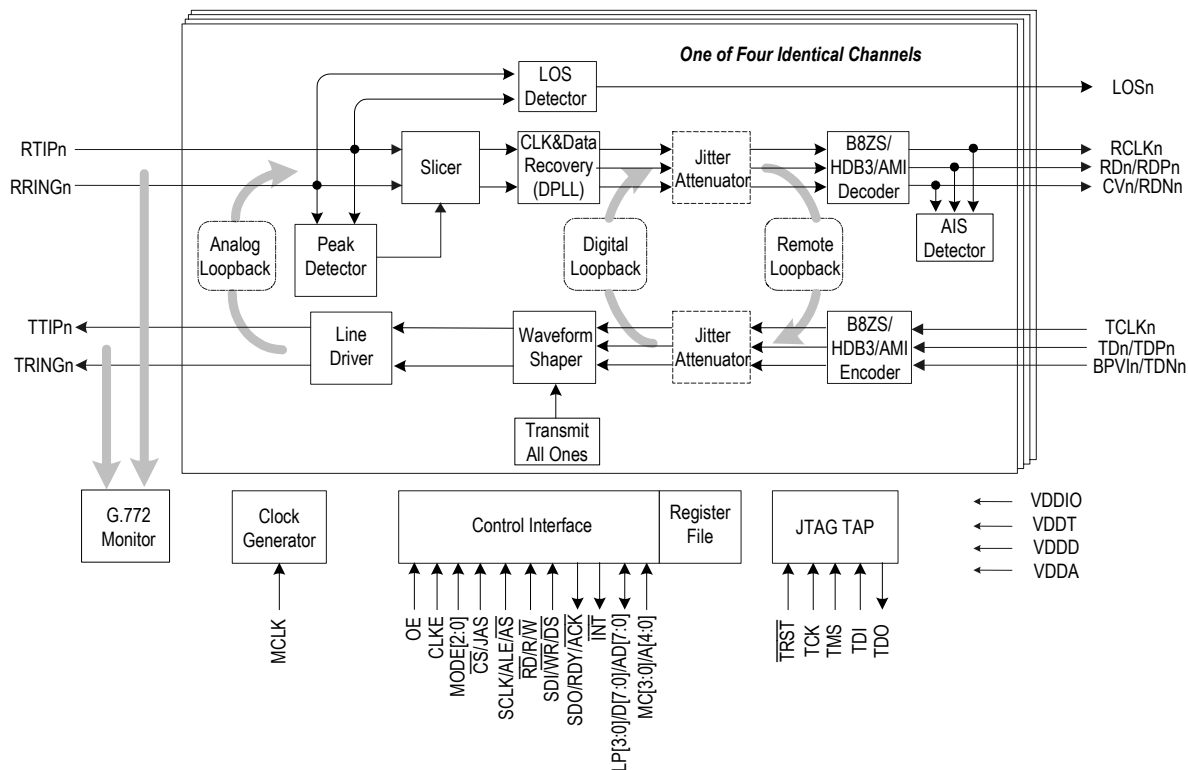 One of Four Identical Channels
LOS
Detector
LOSn
RTIPn
RRINGn
Slicer
CLK&Data
Recovery
(DPLL)
Jitter
Attenuator
B8ZS/
HDB3/AMI
Decoder
RCLKn
RDn/RDPn
CVn/RDNn
Analog
Loopback
Peak
Detector
Digital
Loopback
Remote
Loopback
AIS
Detector
TTIPn
TRINGn
Line
Driver
Waveform
Shaper
Jitter
Attenuator
B8ZS/
HDB3/AMI
Encoder
TCLKn
TDn/TDPn
BPVIn/TDNn
Transmit
All Ones
G.772
Monitor
Clock
Generator
Control Interface
Register
File
JTAG TAP
VDDIO
VDDT
VDDD
VDDA
MCLK
OE
CLKE
MODE[2:0]
CS/JAS
SCLK/ALE/AS
RD/R/W
SDI/WR/DS
SDO/RDY/ACK
INT
LP[3:0]/D[7:0]/AD[7:0]
MC[3:0]/A[4:0]
TRST
TCK
TMS
TDI
TDO